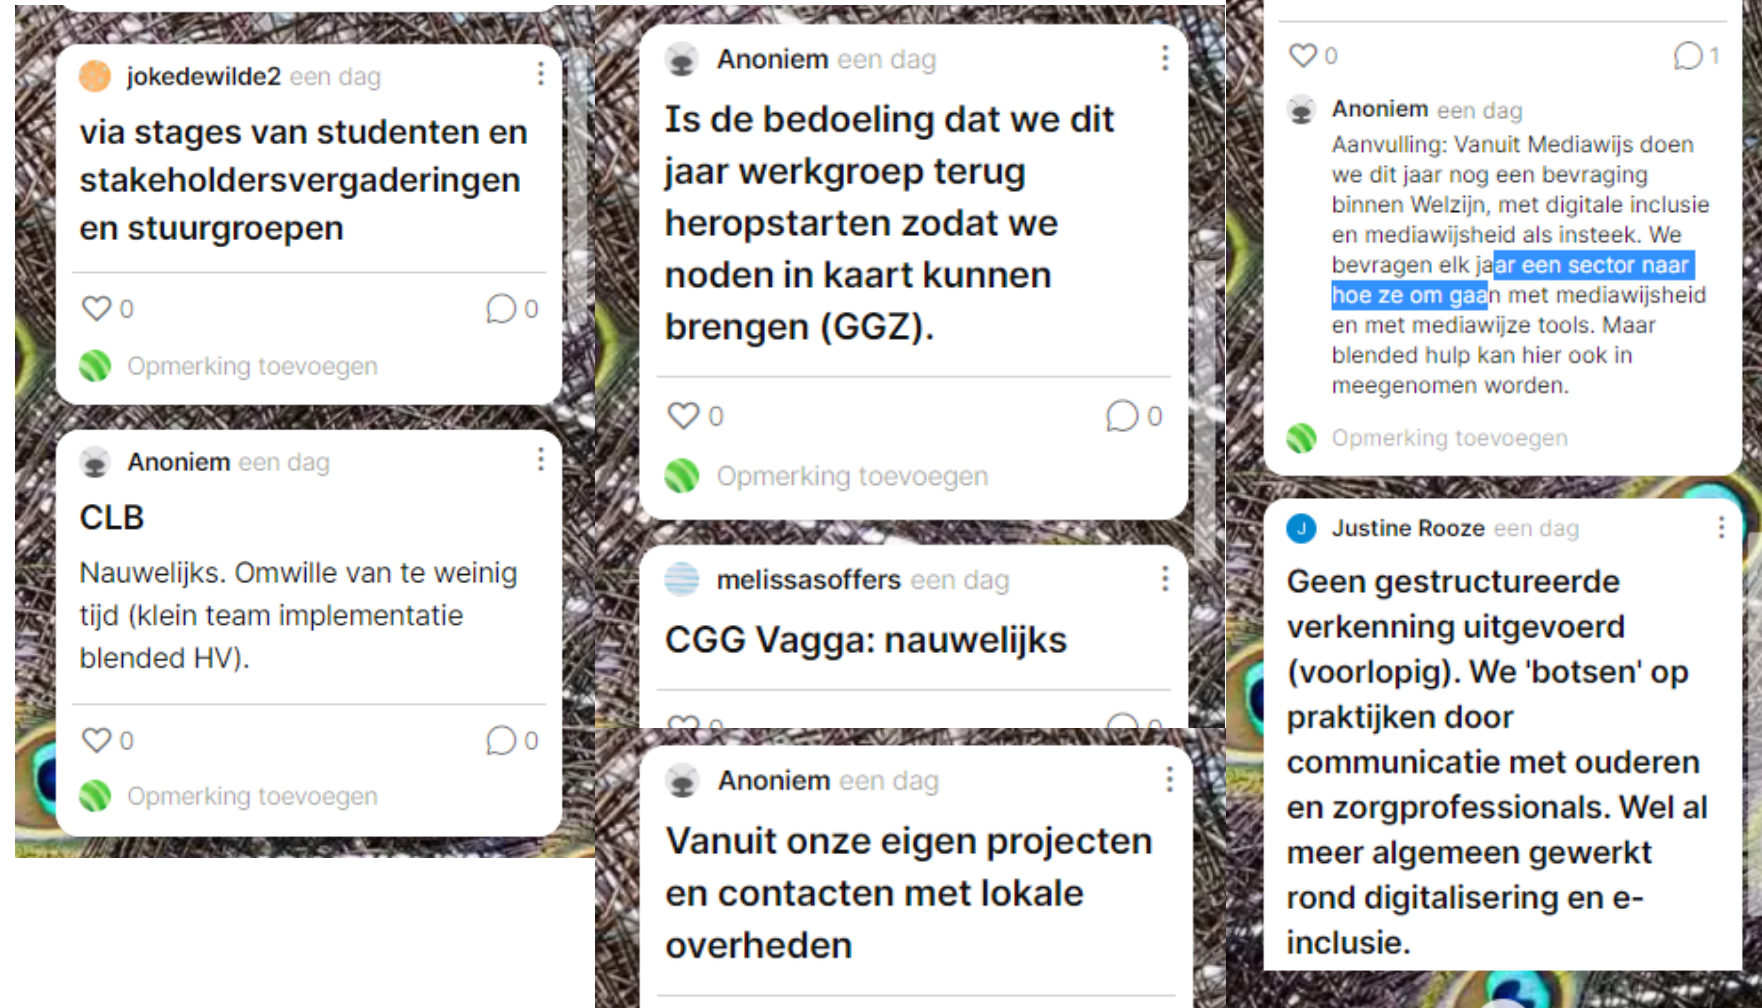 jokedewilde2 een dag
via stages van studenten en
stakeholdersvergaderingen
en stuurgroepen
0
0
Opmerking toevoegen
Anoniem een dag
CLB
Nauwelijks. Omwille van te weinig
tijd (klein team implementatie
blended HV).
0
0
Opmerking toevoegen
Anoniem een dag
Is de bedoeling dat we dit
jaar werkgroep terug
heropstarten zodat we
noden in kaart kunnen
brengen (GGZ).
0
0
Opmerking toevoegen
melissasoffers een dag
CGG Vagga: nauwelijks
0
0
Anoniem een dag
Vanuit onze eigen projecten
en contacten met lokale
overheden
0
1
Anoniem een dag
Aanvulling: Vanuit Mediawijs doen
we dit jaar nog een bevraging
binnen Welzijn, met digitale inclusie
en mediawijsheid als insteek. We
bevragen elk jaar een sector naar
hoe ze om gaan met mediawijsheid
en met mediawijze tools. Maar
blended hulp kan hier ook in
meegenomen worden.
Opmerking toevoegen
J Justine Rooze een dag
Geen gestructureerde
verkenning uitgevoerd
(voorlopig). We 'botsen' op
praktijken door
communicatie met ouderen
en zorgprofessionals. Wel al
meer algemeen gewerkt
rond digitalisering en e-
inclusie.